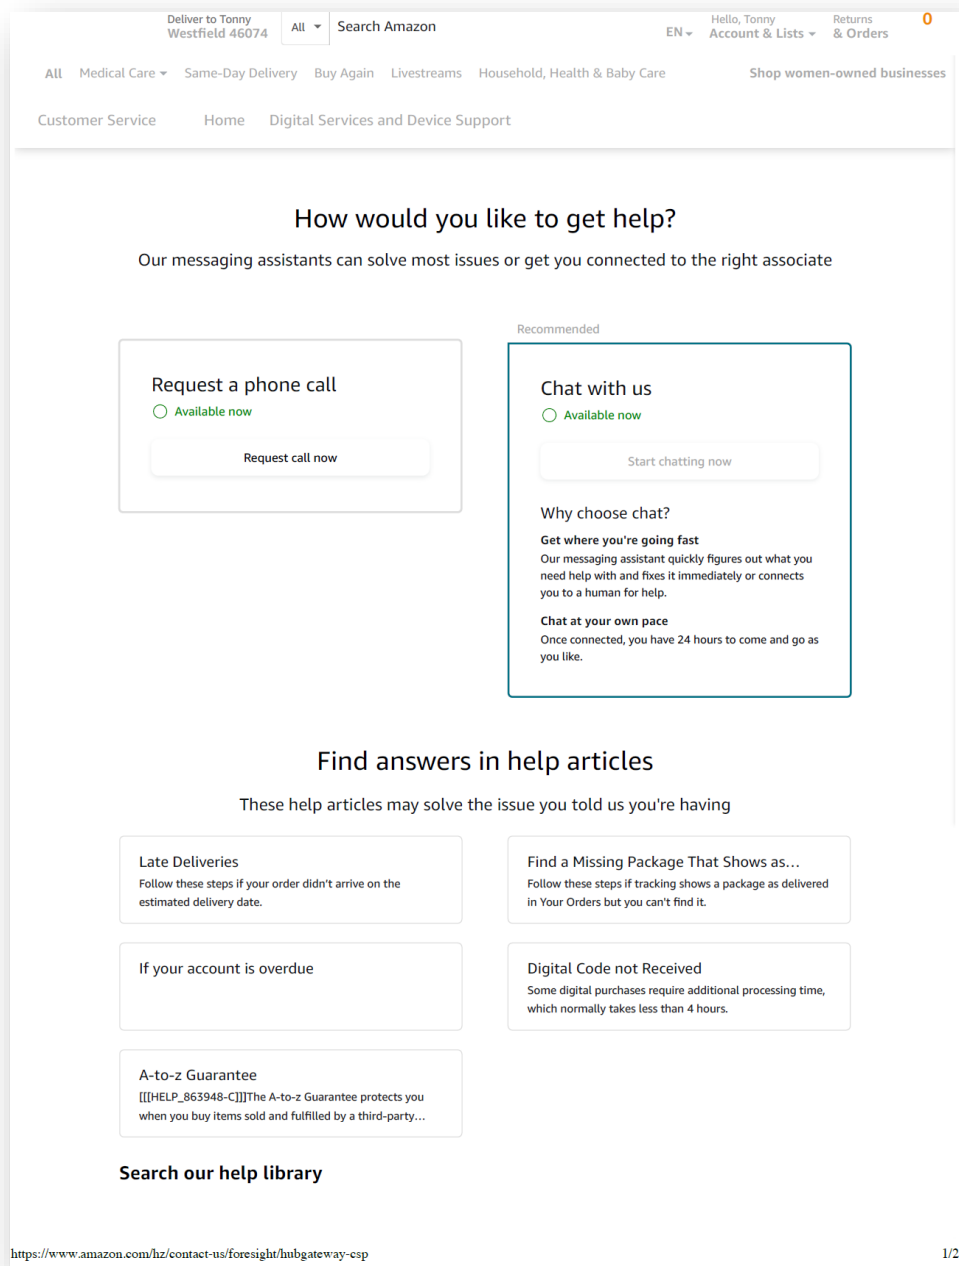 Deliver to Tonny
Westfield 46074
All
Search Amazon
EN
Hello, Tonny
Account & Lists
Returns
& Orders
0
All Medical Care Same-Day Delivery Buy Again Livestreams Household, Health & Baby Care Shop women-owned businesses
Customer Service Home Digital Services and Device Support
How would you like to get help?
Our messaging assistants can solve most issues or get you connected to the right associate
Request a phone call
Available now
Request call now
Recommended
Chat with us
Available now
Start chatting now
Why choose chat?
Get where you're going fast
Our messaging assistant quickly figures out what you
need help with and fixes it immediately or connects
you to a human for help.
Chat at your own pace
Once connected, you have 24 hours to come and go as
you like.
Find answers in help articles
These help articles may solve the issue you told us you're having
Late Deliveries
Follow these steps if your order didn’t arrive on the
estimated delivery date.
Find a Missing Package That Shows as…
Follow these steps if tracking shows a package as delivered
in Your Orders but you can't find it.
If your account is overdue
Digital Code not Received
Some digital purchases require additional processing time,
which normally takes less than 4 hours.
A-to-z Guarantee
[[[HELP_863948-C]]]The A-to-z Guarantee protects you
when you buy items sold and fulfilled by a third-party…
Search our help library
https://www.amazon.com/hz/contact-us/foresight/hubgateway-csp
1/2